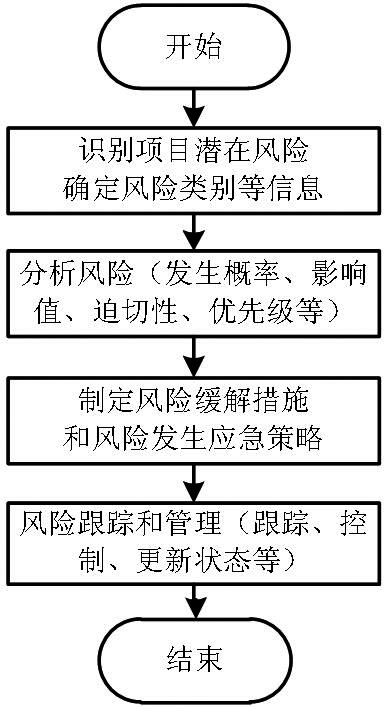 开始
识别项目潜在风险
确定风险类别等信息
分析风险（发生概率、影响
值、迫切性、优先级等）
制定风险缓解措施
和风险发生应急策略
风险跟踪和管理（跟踪、控
制、更新状态等）
结束